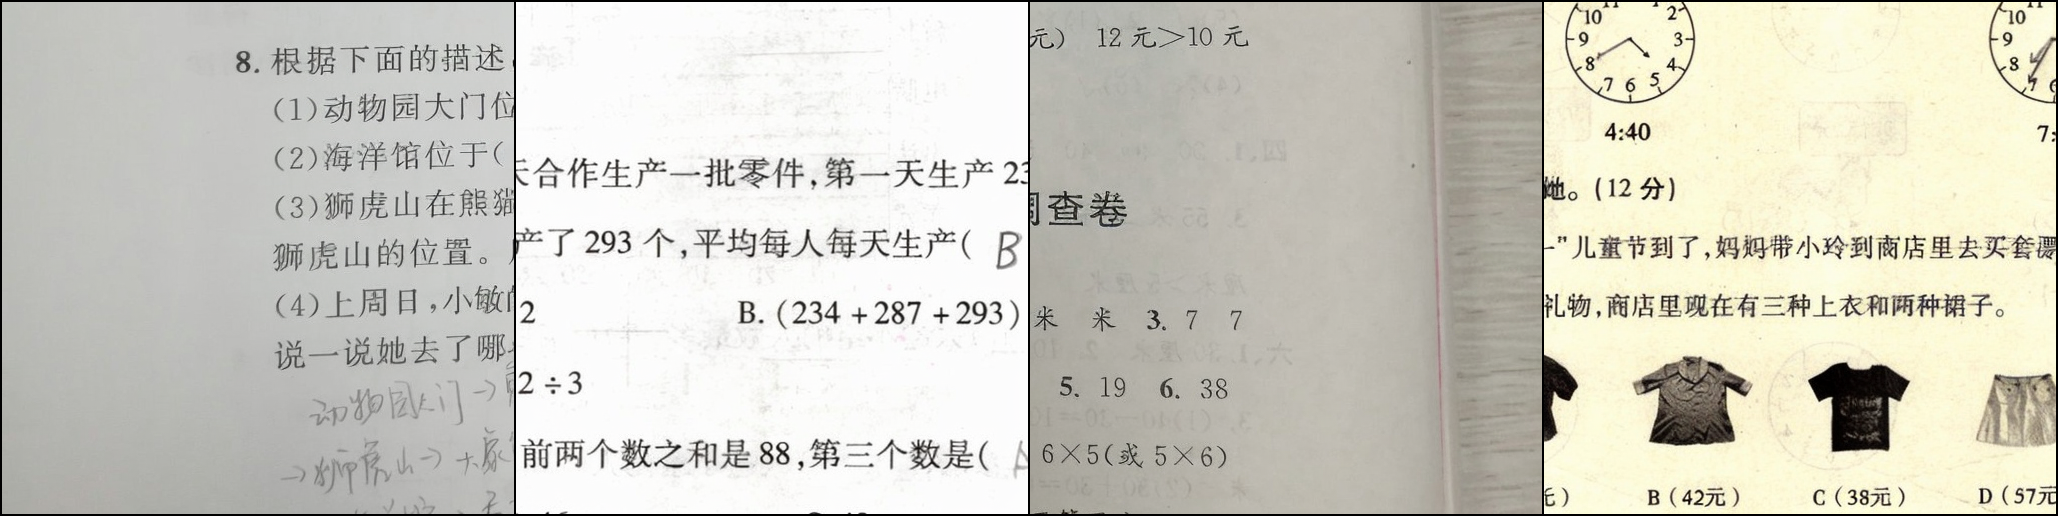 8. 根据下面的描述
(1)动物园大门位
(2)海洋馆位于(
(3)狮虎山在熊猫
狮虎山的位置。
(4)上周日,小敏
说一说她去了哪
动物园大门→
→狮虎山→大象
天合作生产一批零件,第一天生产 23
产了 293 个,平均每人每天生产( B
2 B. (234 + 287 + 293)
2 ÷ 3
前两个数之和是 88,第三个数是(
元) 12 元>10 元
调查卷
米 米 3. 7 7
5. 19 6. 38
6×5(或 5×6)
10 11 1 2
9 3
8 4
7 6 5
4:40
10
9
8
7
7:
地。(12 分)
一”儿童节到了,妈妈带小玲到商店里去买套漂
礼物,商店里现在有三种上衣和两种裙子。
元) B(42元) C(38元) D(57元